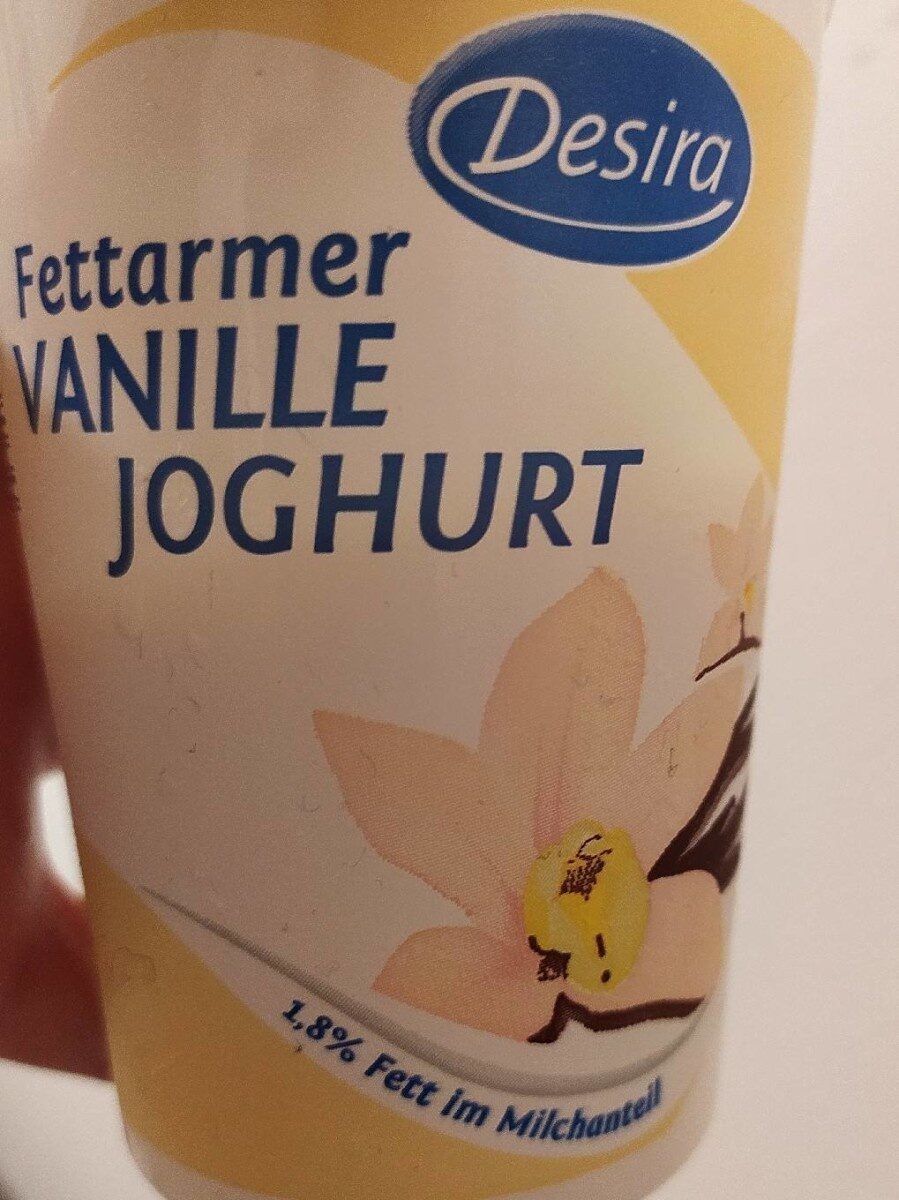 Desira
Fettarmer
VANILLE
JOGHURT
1,8% Fett im Milchanteil